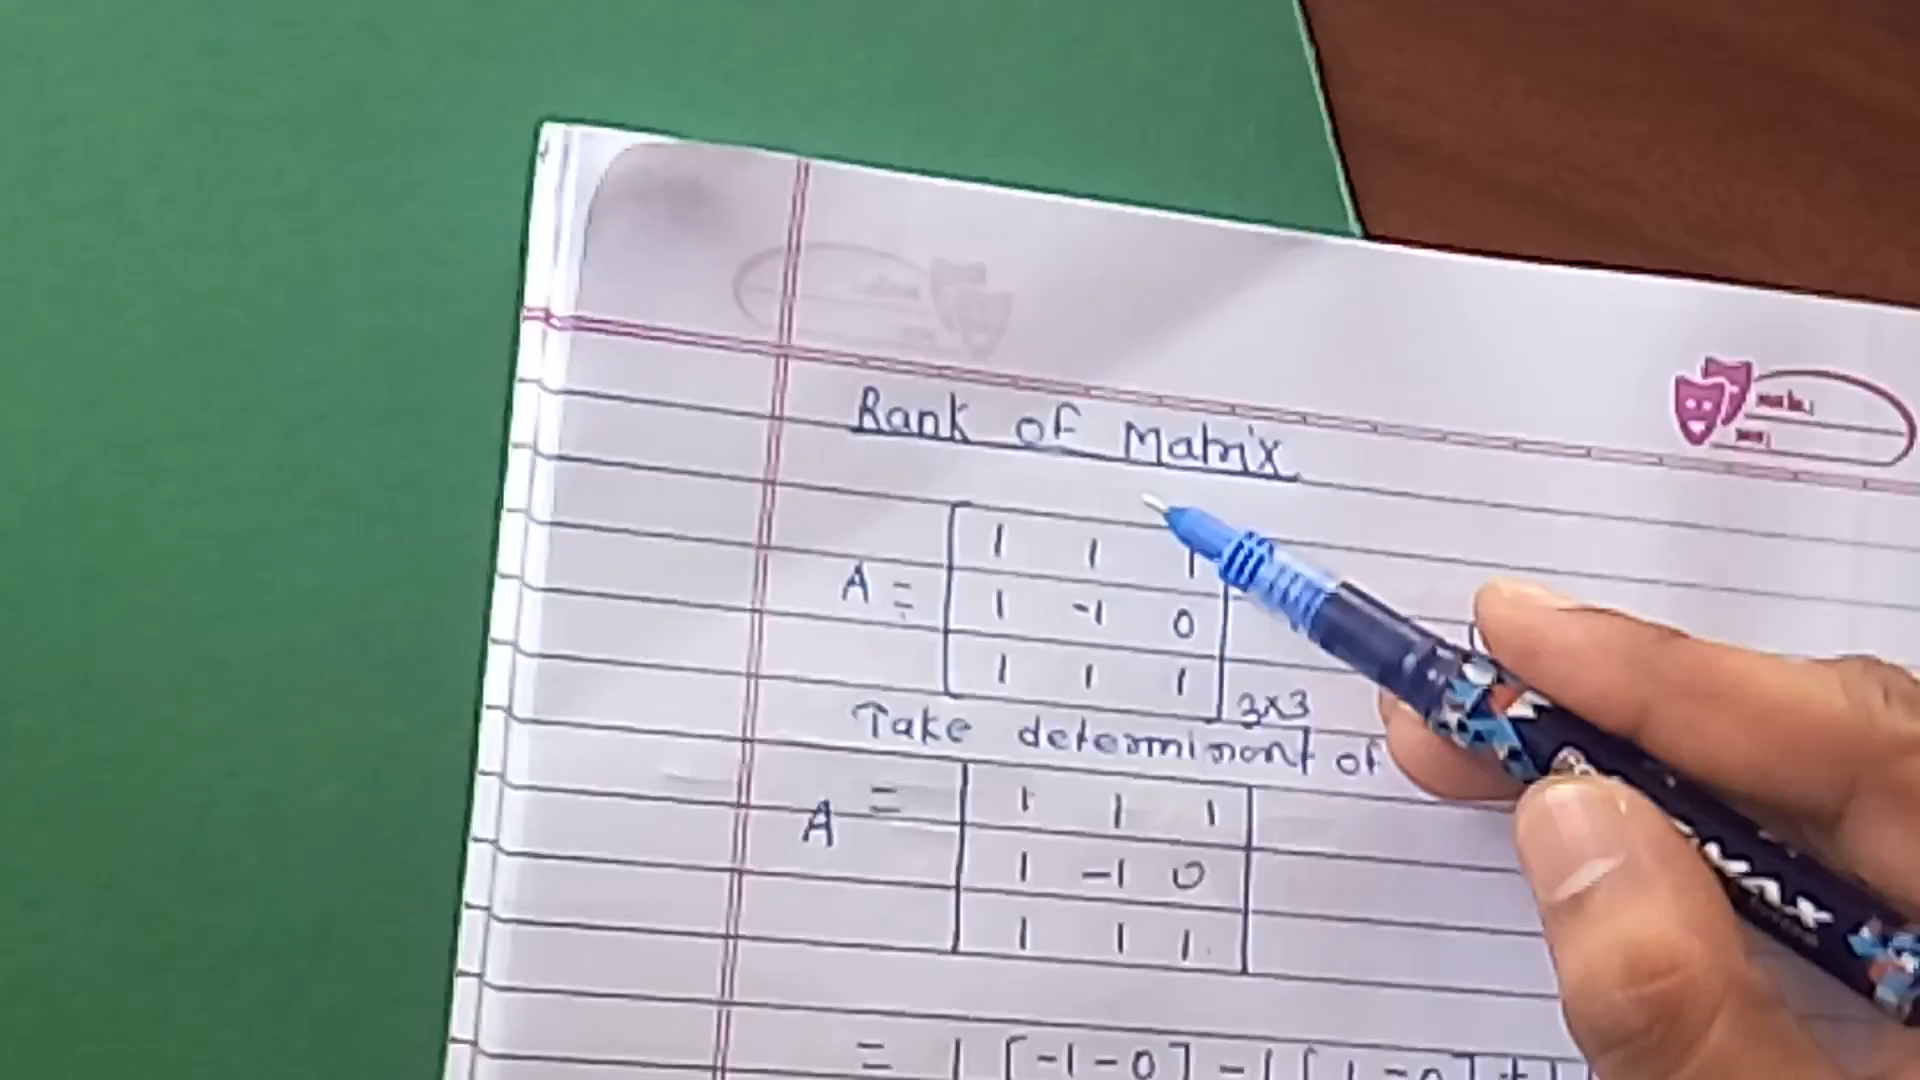 Rank of Matrix
1 1 1
A = 1 -1 0
1 1 1 3x3
Take determinant of
A = 1 1 1
1 -1 0
1 1 1
= 1 [-1-0] -1 [1-0] +1